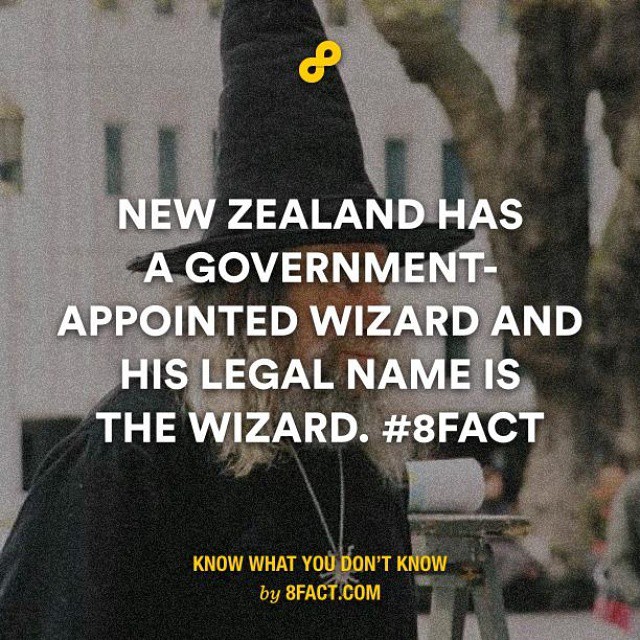 NEW ZEALAND HAS
A GOVERNMENT-
APPOINTED WIZARD AND
HIS LEGAL NAME IS
THE WIZARD. #8FACT
KNOW WHAT YOU DON'T KNOW
by 8FACT.COM